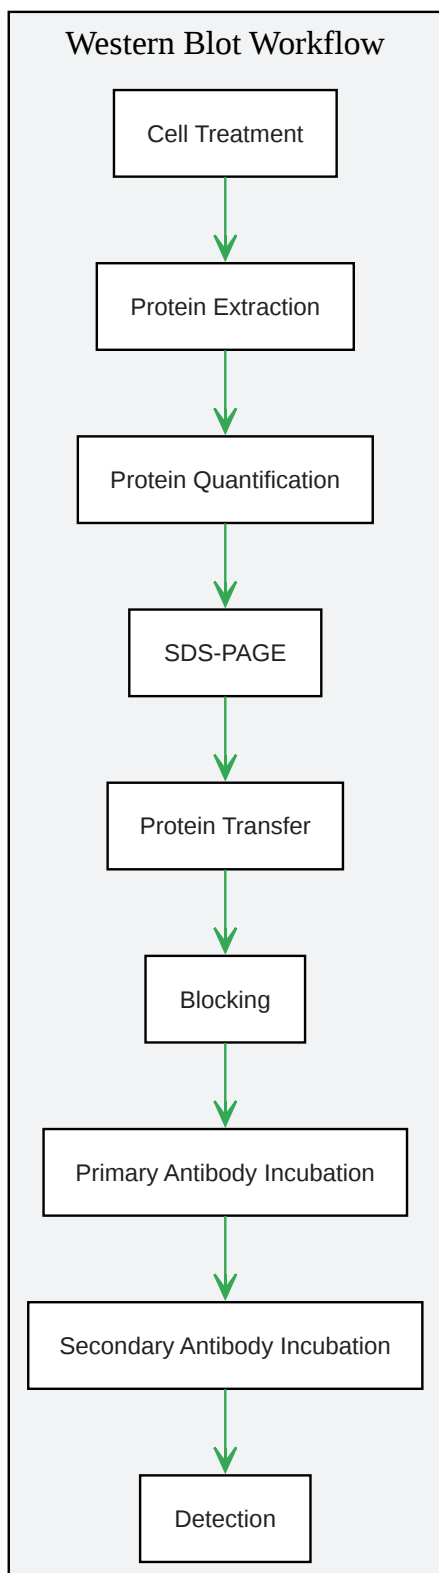 Western Blot Workflow
Cell Treatment
Protein Extraction
Protein Quantification
SDS-PAGE
Protein Transfer
Blocking
Primary Antibody Incubation
Secondary Antibody Incubation
Detection